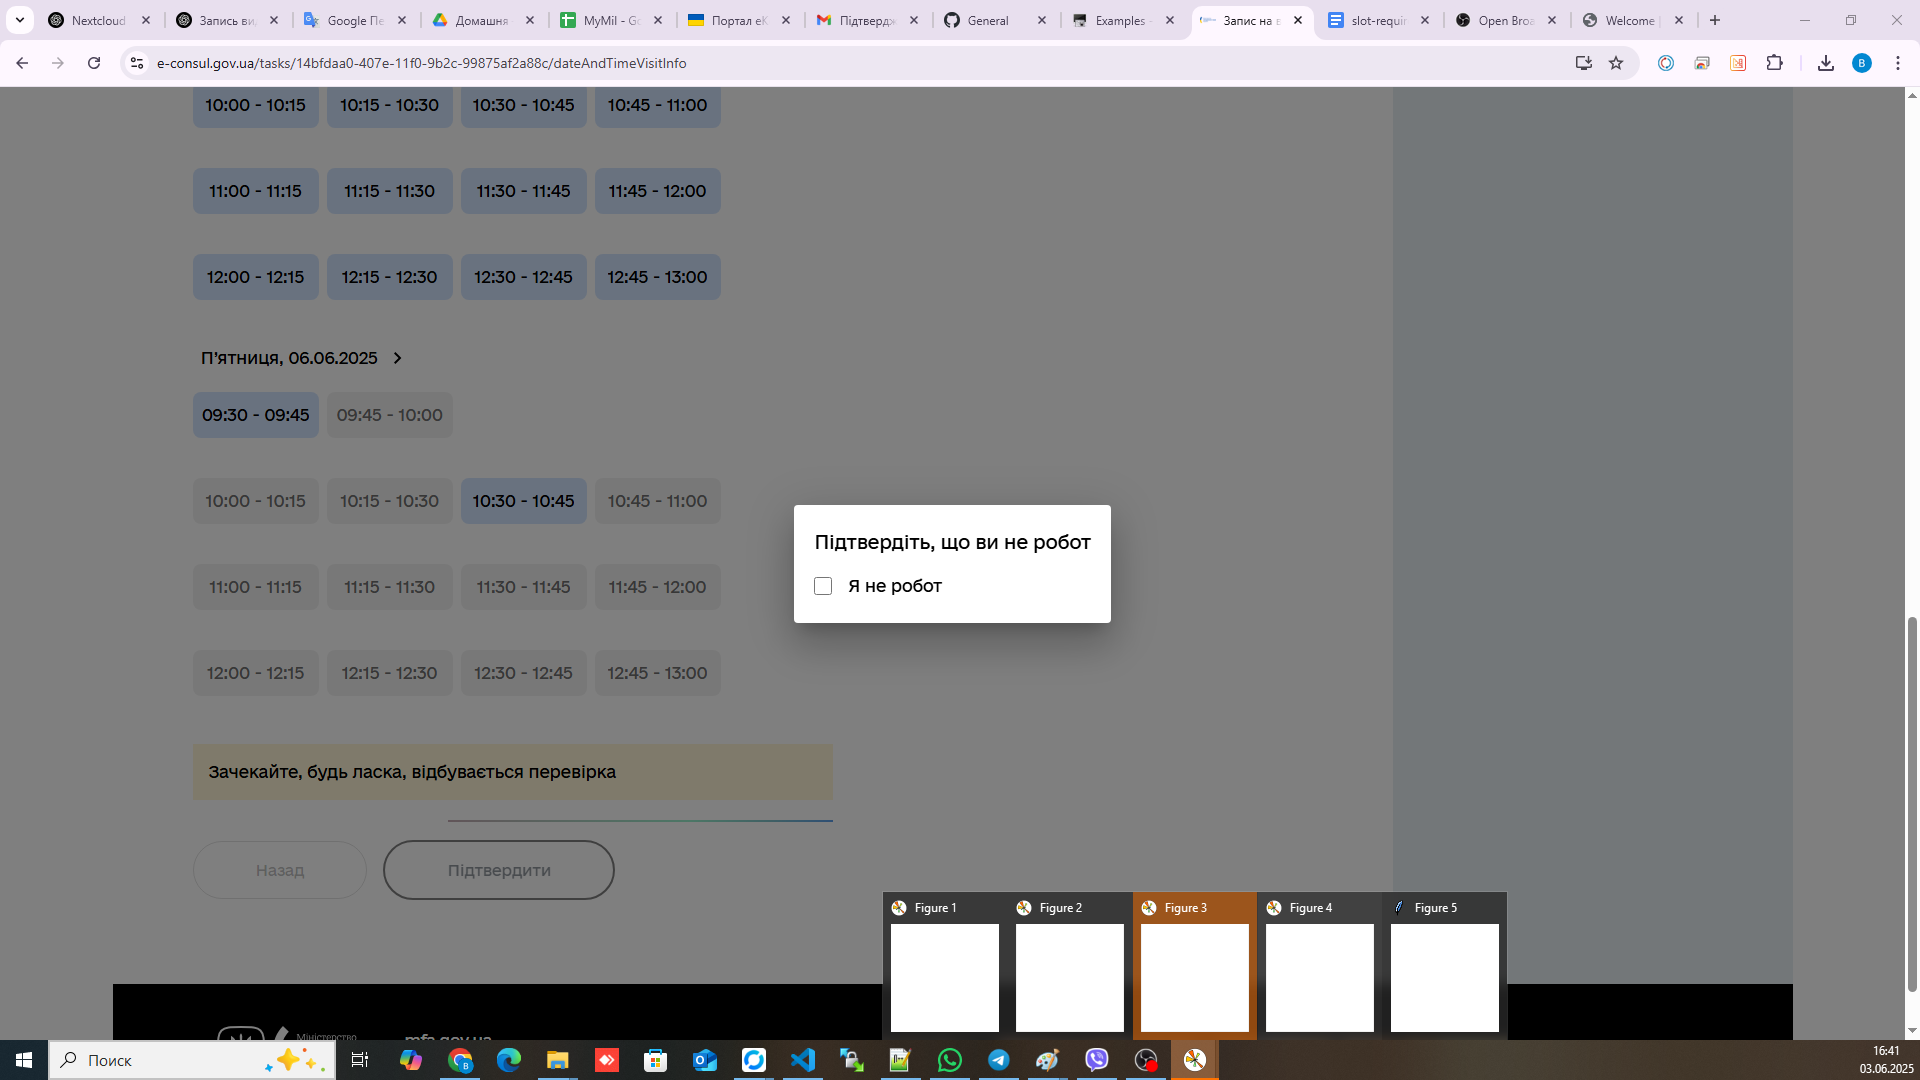 Nextcloud
Запись ви
Google Пе
Домашня
MyMil - Go
Портал еК
Підтвердж
General
Examples -
Запис на в
slot-requir
Open Broa
Welcome
e-consul.gov.ua/tasks/14bfdaa0-407e-11f0-9b2c-99875af2a88c/dateAndTimeVisitInfo
B
10:00 - 10:15 10:15 - 10:30 10:30 - 10:45 10:45 - 11:00
11:00 - 11:15 11:15 - 11:30 11:30 - 11:45 11:45 - 12:00
12:00 - 12:15 12:15 - 12:30 12:30 - 12:45 12:45 - 13:00
П'ятниця, 06.06.2025
09:30 - 09:45 09:45 - 10:00
10:00 - 10:15 10:15 - 10:30 10:30 - 10:45 10:45 - 11:00
11:00 - 11:15 11:15 - 11:30 11:30 - 11:45 11:45 - 12:00
12:00 - 12:15 12:15 - 12:30 12:30 - 12:45 12:45 - 13:00
Підтвердіть, що ви не робот
Я не робот
Зачекайте, будь ласка, відбувається перевірка
Назад
Підтвердити
Figure 1
Figure 2
Figure 3
Figure 4
Figure 5
Міністерство
mfa.gov.ua
Поиск
16:41
03.06.2025